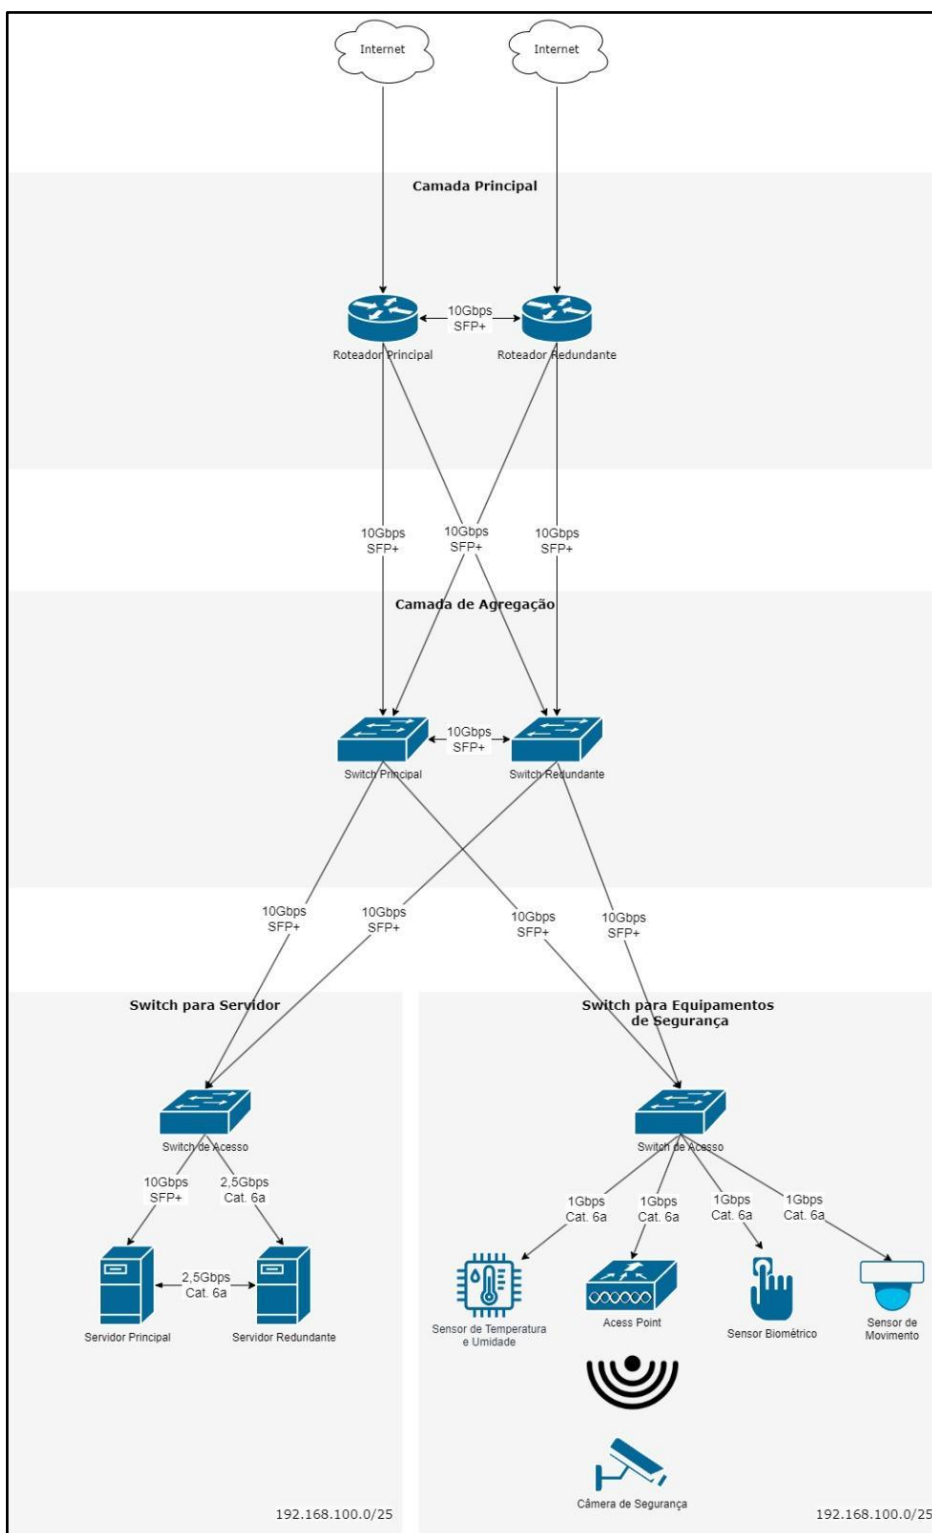 Internet
Internet
Camada Principal
10Gbps
SFP+
Roteador Principal
Roteador Redundante
10Gbps
SFP+
10Gbps
SFP+
10Gbps
SFP+
Camada de Agregação
10Gbps
SFP+
Switch Principal
Switch Redundante
10Gbps
SFP+
10Gbps
SFP+
10Gbps
SFP+
10Gbps
SFP+
Switch para Servidor
Switch de Acesso
10Gbps
SFP+
2,5Gbps
Cat. 6a
2,5Gbps
Cat. 6a
Servidor Principal
Servidor Redundante
192.168.100.0/25
Switch para Equipamentos
de Segurança
Switch de Acesso
1Gbps
Cat. 6a
1Gbps
Cat. 6a
1Gbps
Cat. 6a
1Gbps
Cat. 6a
Sensor de Temperatura
e Umidade
Acess Point
Sensor Biométrico
Sensor de
Movimento
Câmera de Segurança
192.168.100.0/25